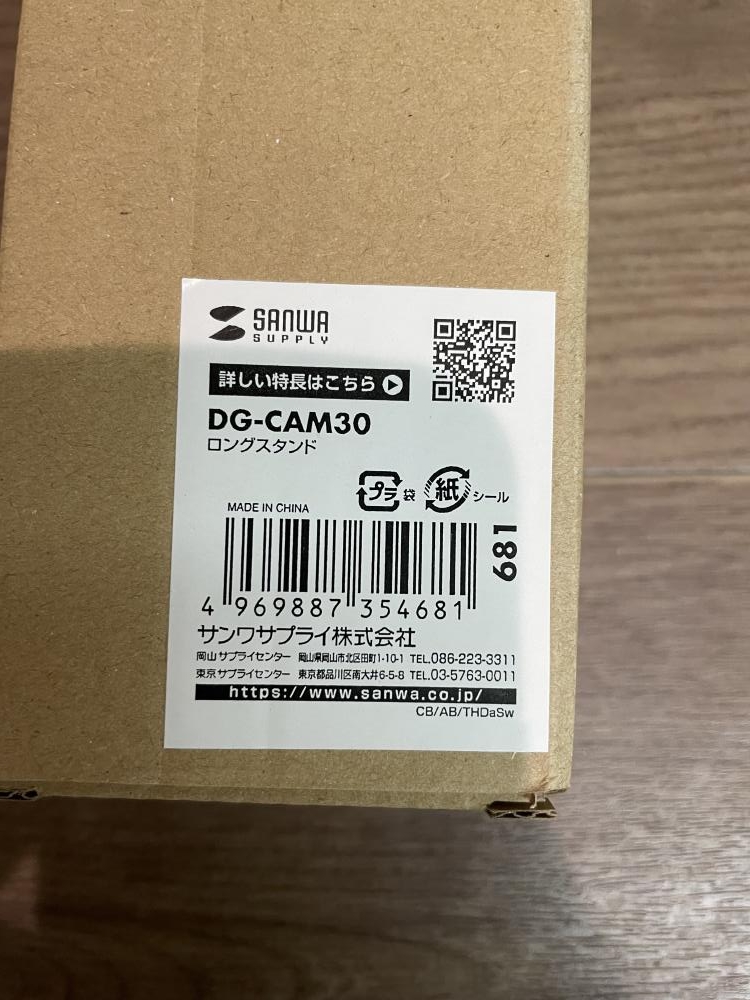 SANWA
SUPPLY
詳しい特長はこちら
DG-CAM30
ロングスタンド
プラ 袋 紙 シール
MADE IN CHINA
681
4 969887 354681
サンワサプライ株式会社
岡山サプライセンター 岡山県岡山市北区田町1-10-1 TEL.086-223-3311
東京サプライセンター 東京都品川区南大井6-5-8 TEL.03-5763-0011
https://www.sanwa.co.jp/
CB/AB/THDaSw